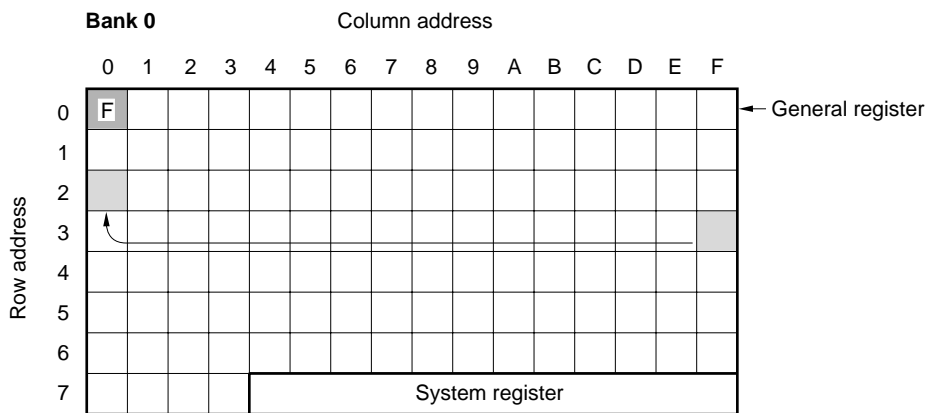 Bank 0 Column address
0 1 2 3 4 5 6 7 8 9 A B C D E F
0 F General register
1
2
3
4
5
6
7 System register
Row address